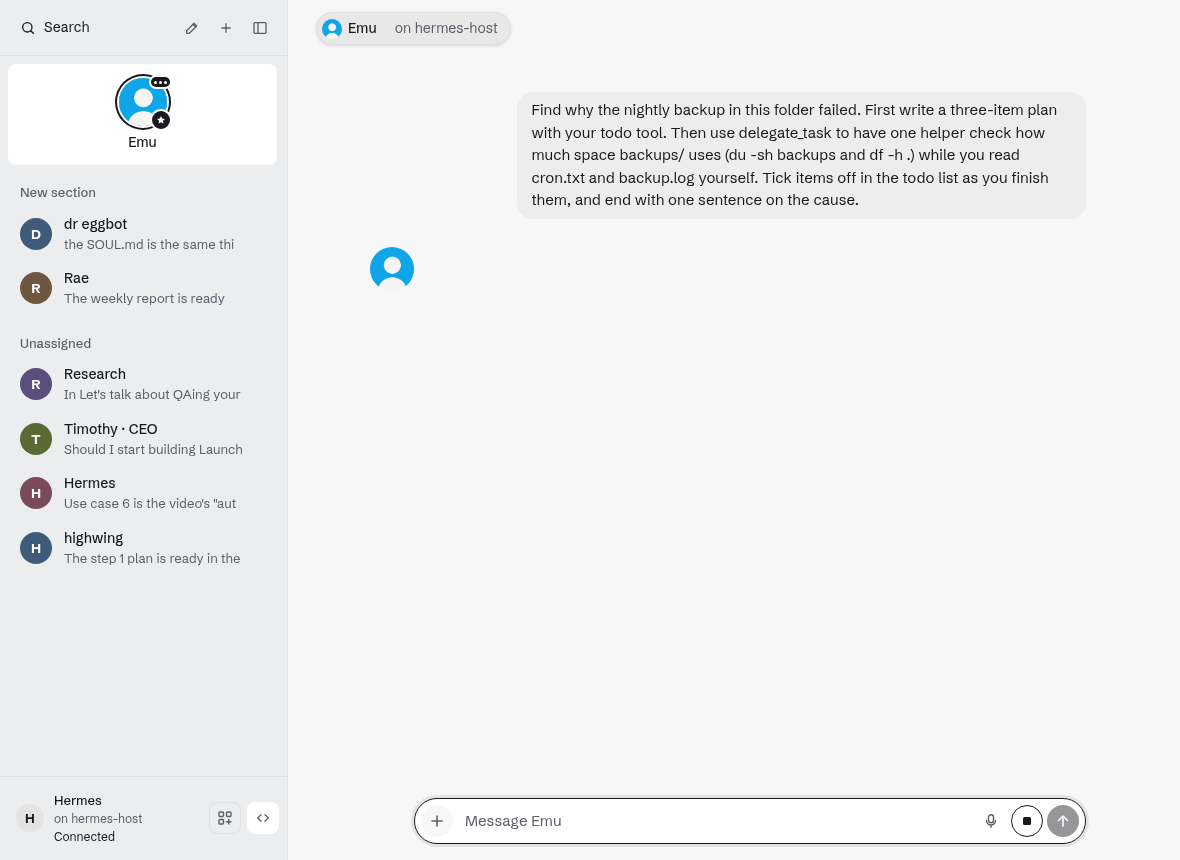 Search
Emu
New section
D
dr eggbot
the SOUL.md is the same thi
R
Rae
The weekly report is ready
Unassigned
R
Research
In Let's talk about QAing your
T
Timothy · CEO
Should I start building Launch
H
Hermes
Use case 6 is the video's "aut
H
highwing
The step 1 plan is ready in the
H
Hermes
on hermes-host
Connected
Emu on hermes-host
Find why the nightly backup in this folder failed. First write a three-item plan
with your todo tool. Then use delegate_task to have one helper check how
much space backups/ uses (du -sh backups and df -h .) while you read
cron.txt and backup.log yourself. Tick items off in the todo list as you finish
them, and end with one sentence on the cause.
Message Emu